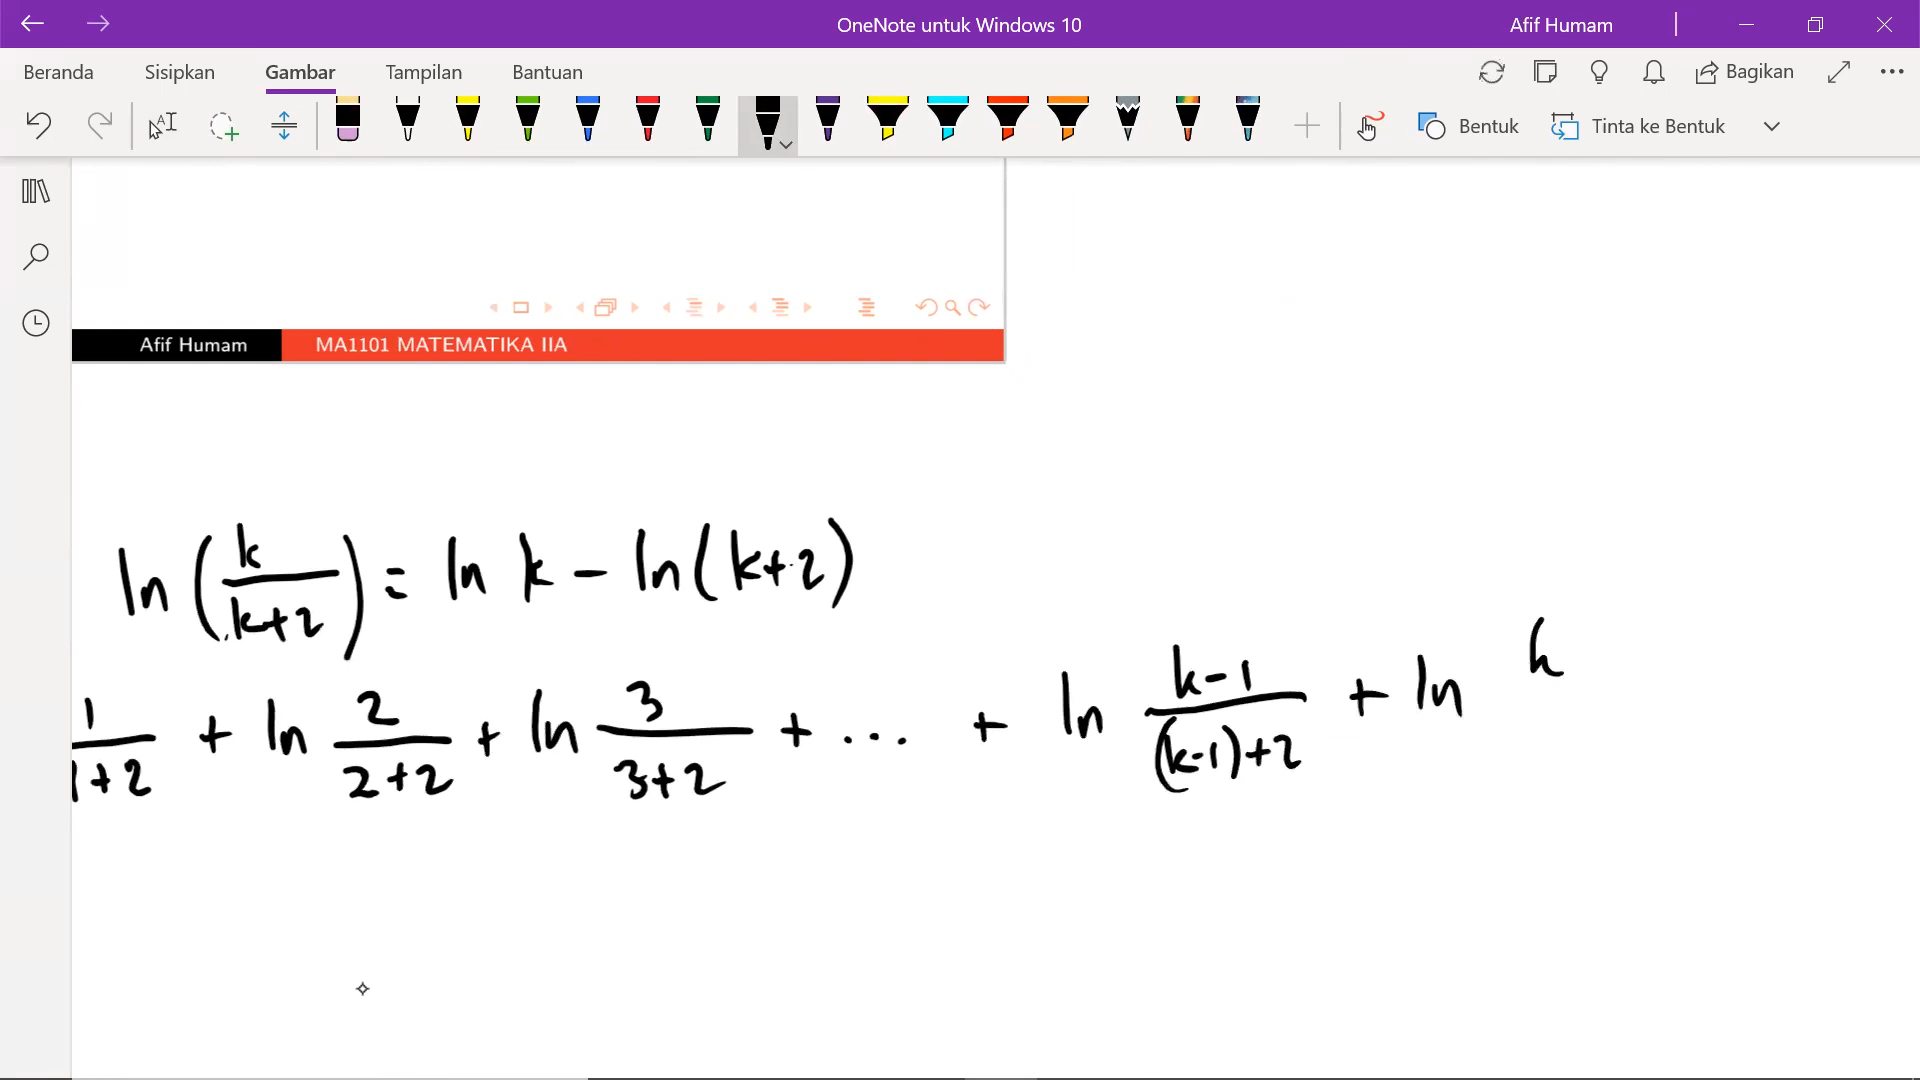 OneNote untuk Windows 10
Afif Humam
Beranda Sisipkan Gambar Tampilan Bantuan
Bagikan
Bentuk Tinta ke Bentuk
Afif Humam MA1101 MATEMATIKA IIA
ln (k/(k+2)) = ln k - ln(k+2)
1/(1+2) + ln 2/(2+2) + ln 3/(3+2) + ... + ln (k-1)/((k-1)+2) + ln k